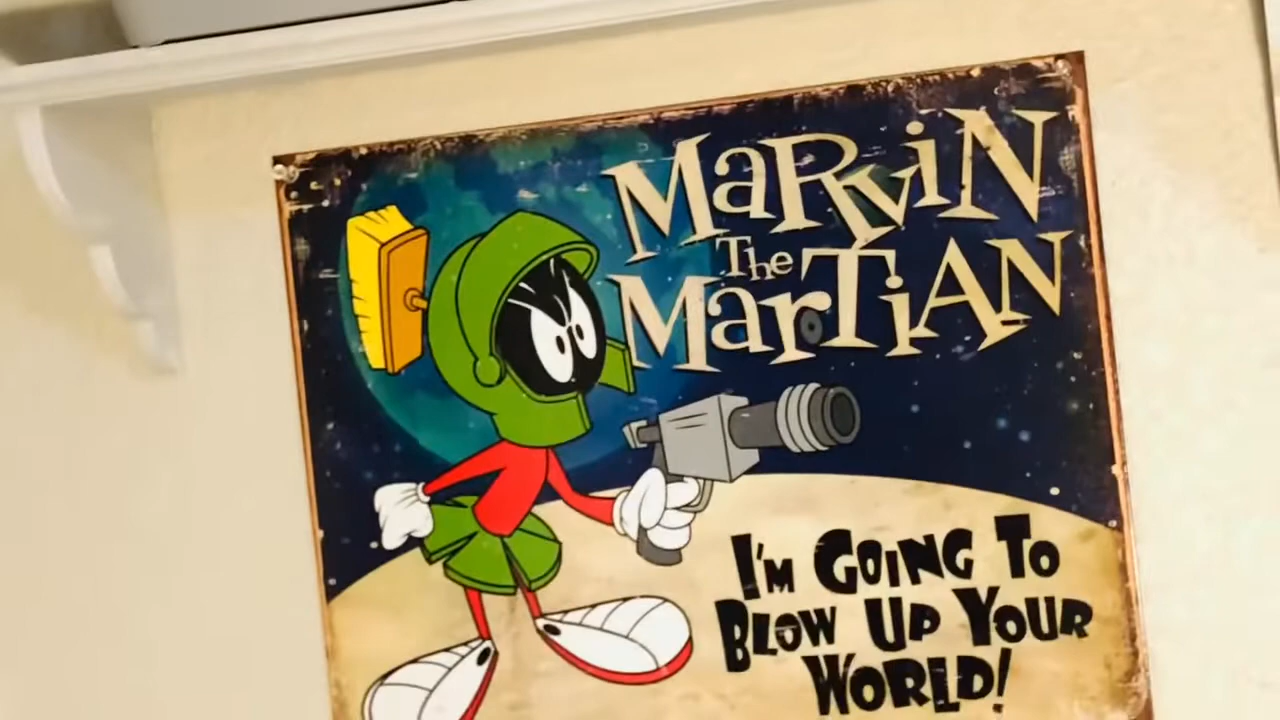 MARVIN
THE
MARTIAN
I'M GOING TO
BLOW UP YOUR
WORLD!